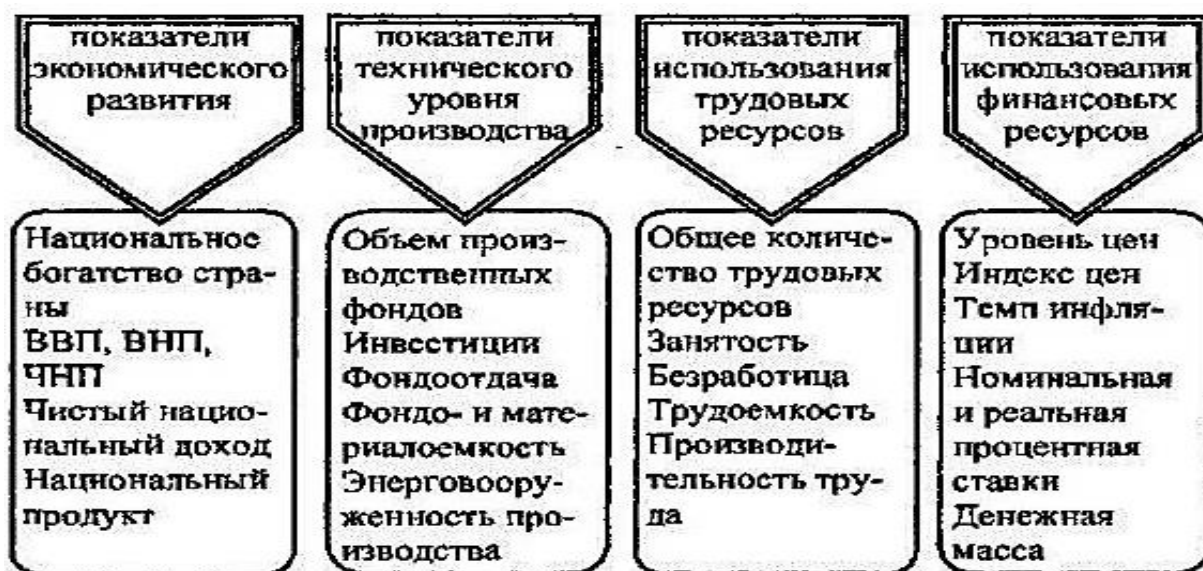 показатели
экономического
развития
показатели
технического
уровня
производства
показатели
использования
трудовых
ресурсов
показатели
использования
финансовых
ресурсов
Национальное
богатство стра-
ны
ВВП, ВНП,
ЧНП
Чистый нацио-
нальный доход
Национальный
продукт
Объем произ-
водственных
фондов
Инвестиции
Фондоотдача
Фондо- и мате-
риалоемкость
Энерговоору-
женность про-
изводства
Общее количе-
ство трудовых
ресурсов
Занятость
Безработица
Трудоемкость
Производи-
тельность тру-
да
Уровень цен
Индекс цен
Темп инфля-
ции
Номинальная
и реальная
процентная
ставки
Денежная
масса